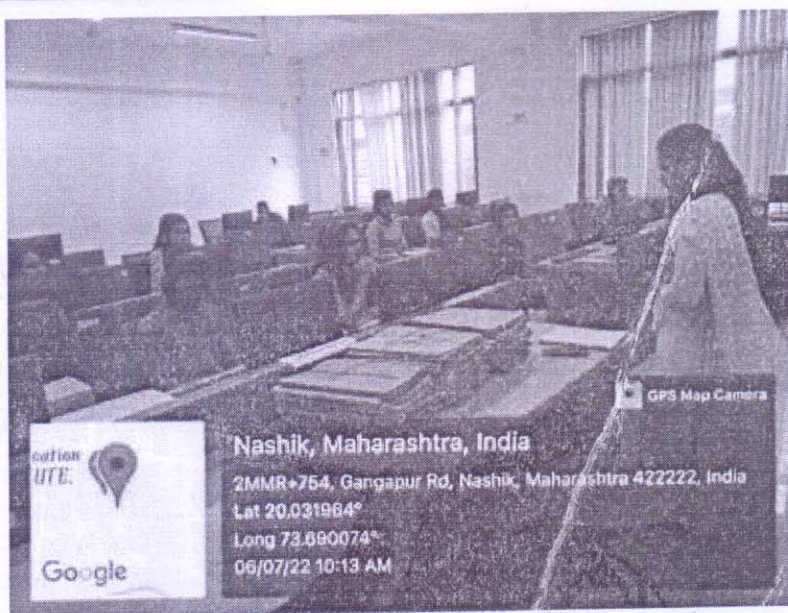 GPS Map Camera
cation
UTE.
Google
Nashik, Maharashtra, India
2MMR+754, Gangapur Rd, Nashik, Maharashtra 422222, India
Lat 20.031964°
Long 73.690074°
06/07/22 10:13 AM